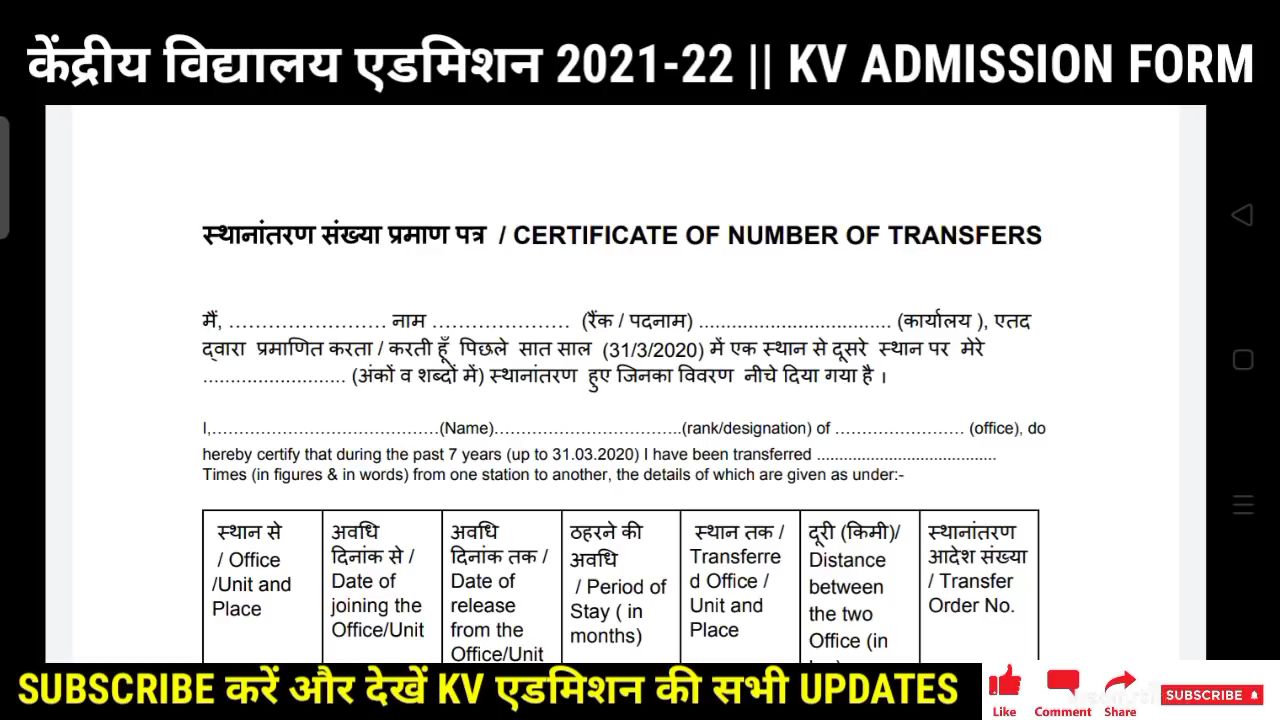 केंद्रीय विद्यालय एडमिशन 2021-22 || KV ADMISSION FORM
स्थानांतरण संख्या प्रमाण पत्र / CERTIFICATE OF NUMBER OF TRANSFERS
मैं, ........................ नाम ..................... (रैंक / पदनाम) ................................... (कार्यालय ), एतद
द्वारा प्रमाणित करता / करती हूँ पिछले सात साल (31/3/2020) में एक स्थान से दूसरे स्थान पर मेरे
.......................... (अंकों व शब्दों में) स्थानांतरण हुए जिनका विवरण नीचे दिया गया है ।
I,..........................................(Name)..................................(rank/designation) of ........................ (office), do
hereby certify that during the past 7 years (up to 31.03.2020) I have been transferred ........................................
Times (in figures & in words) from one station to another, the details of which are given as under:-
स्थान से
/ Office
/Unit and
Place
अवधि
दिनांक से /
Date of
joining the
Office/Unit
अवधि
दिनांक तक /
Date of
release
from the
Office/Unit
ठहरने की
अवधि
/ Period of
Stay ( in
months)
स्थान तक /
Transferre
d Office /
Unit and
Place
दूरी (किमी)/
Distance
between
the two
Office (in
स्थानांतरण
आदेश संख्या
/ Transfer
Order No.
SUBSCRIBE करें और देखें KV एडमिशन की सभी UPDATES
Like
Comment
Share
SUBSCRIBE